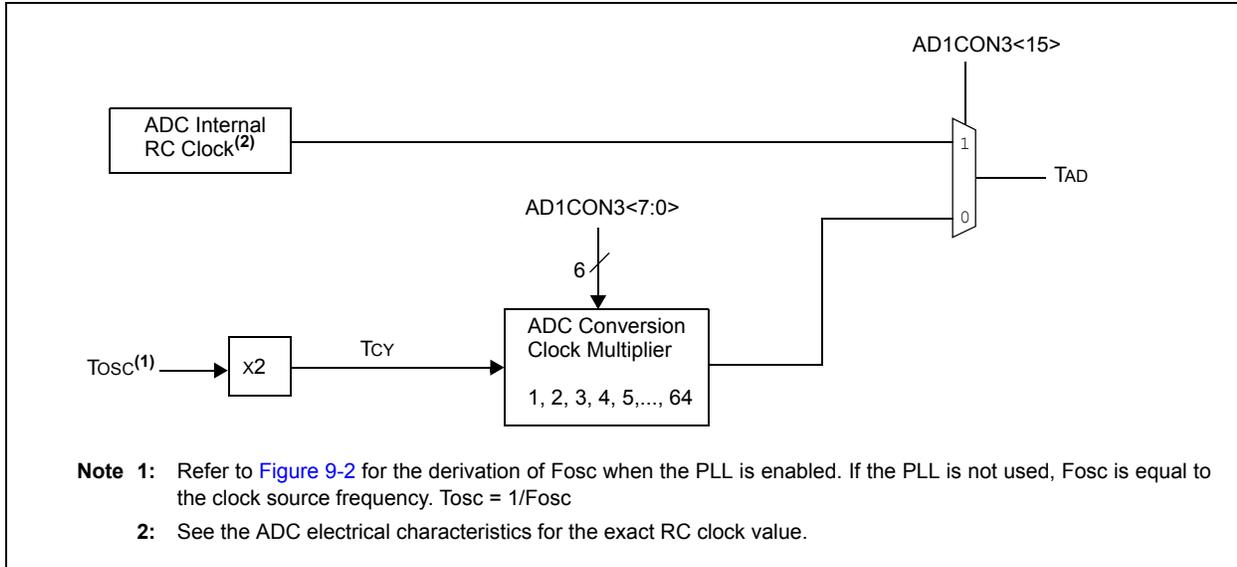 AD1CON3<15>
ADC Internal
RC Clock(2)
1
TAD
AD1CON3<7:0>
0
6
ADC Conversion
Clock Multiplier
TOSC(1)
x2
TCY
1, 2, 3, 4, 5,..., 64
Note 1: Refer to Figure 9-2 for the derivation of Fosc when the PLL is enabled. If the PLL is not used, Fosc is equal to
the clock source frequency. Tosc = 1/Fosc
2: See the ADC electrical characteristics for the exact RC clock value.